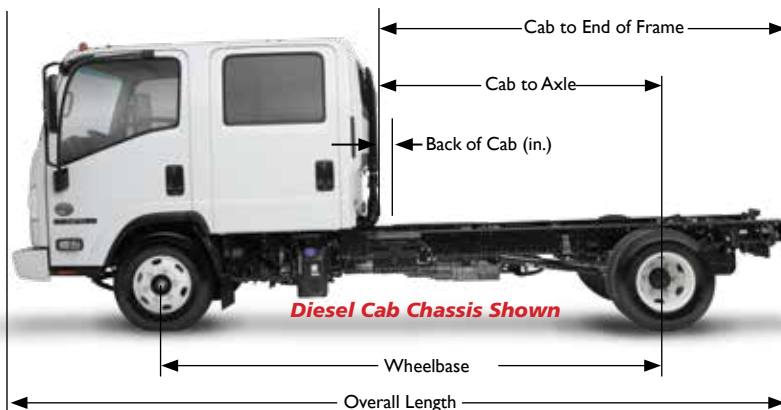 Cab to End of Frame
Cab to Axle
Back of Cab (in.)
Diesel Cab Chassis Shown
Wheelbase
Overall Length